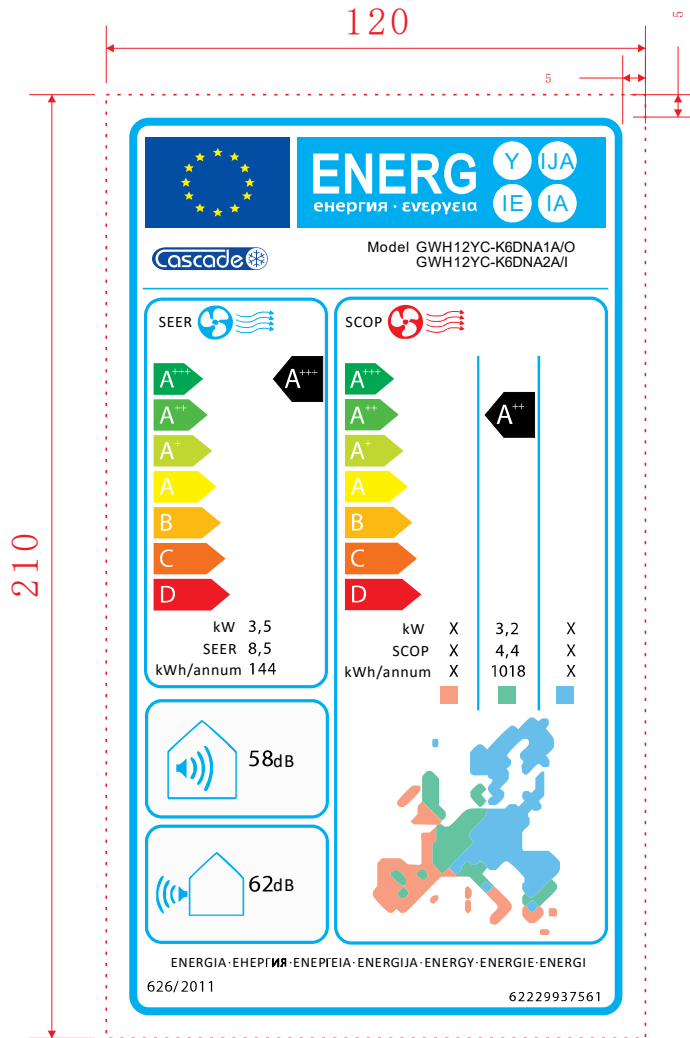 120
5
5
210
ENERG
Y IJA
IE IA
енергия · ενεργεια
Cascade
Model GWH12YC-K6DNA1A/O
GWH12YC-K6DNA2A/I
SEER
A+++
A+++
A++
A+
A
B
C
D
kW 3,5
SEER 8,5
kWh/annum 144
SCOP
A+++
A++
A++
A+
A
B
C
D
kW X 3,2 X
SCOP X 4,4 X
kWh/annum X 1018 X
58dB
62dB
ENERGIA·ЕНЕРГИЯ·ΕΝΕΡΓΕΙΑ·ENERGIJA·ENERGY·ENERGIE·ENERGI
626/2011
62229937561